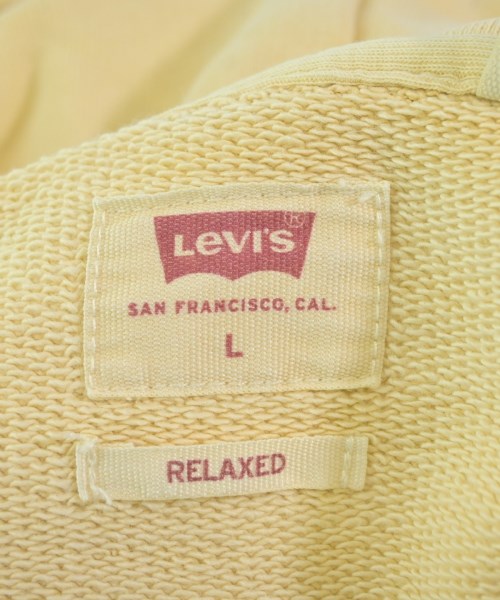 Levi's ®
SAN FRANCISCO, CAL.
L
RELAXED